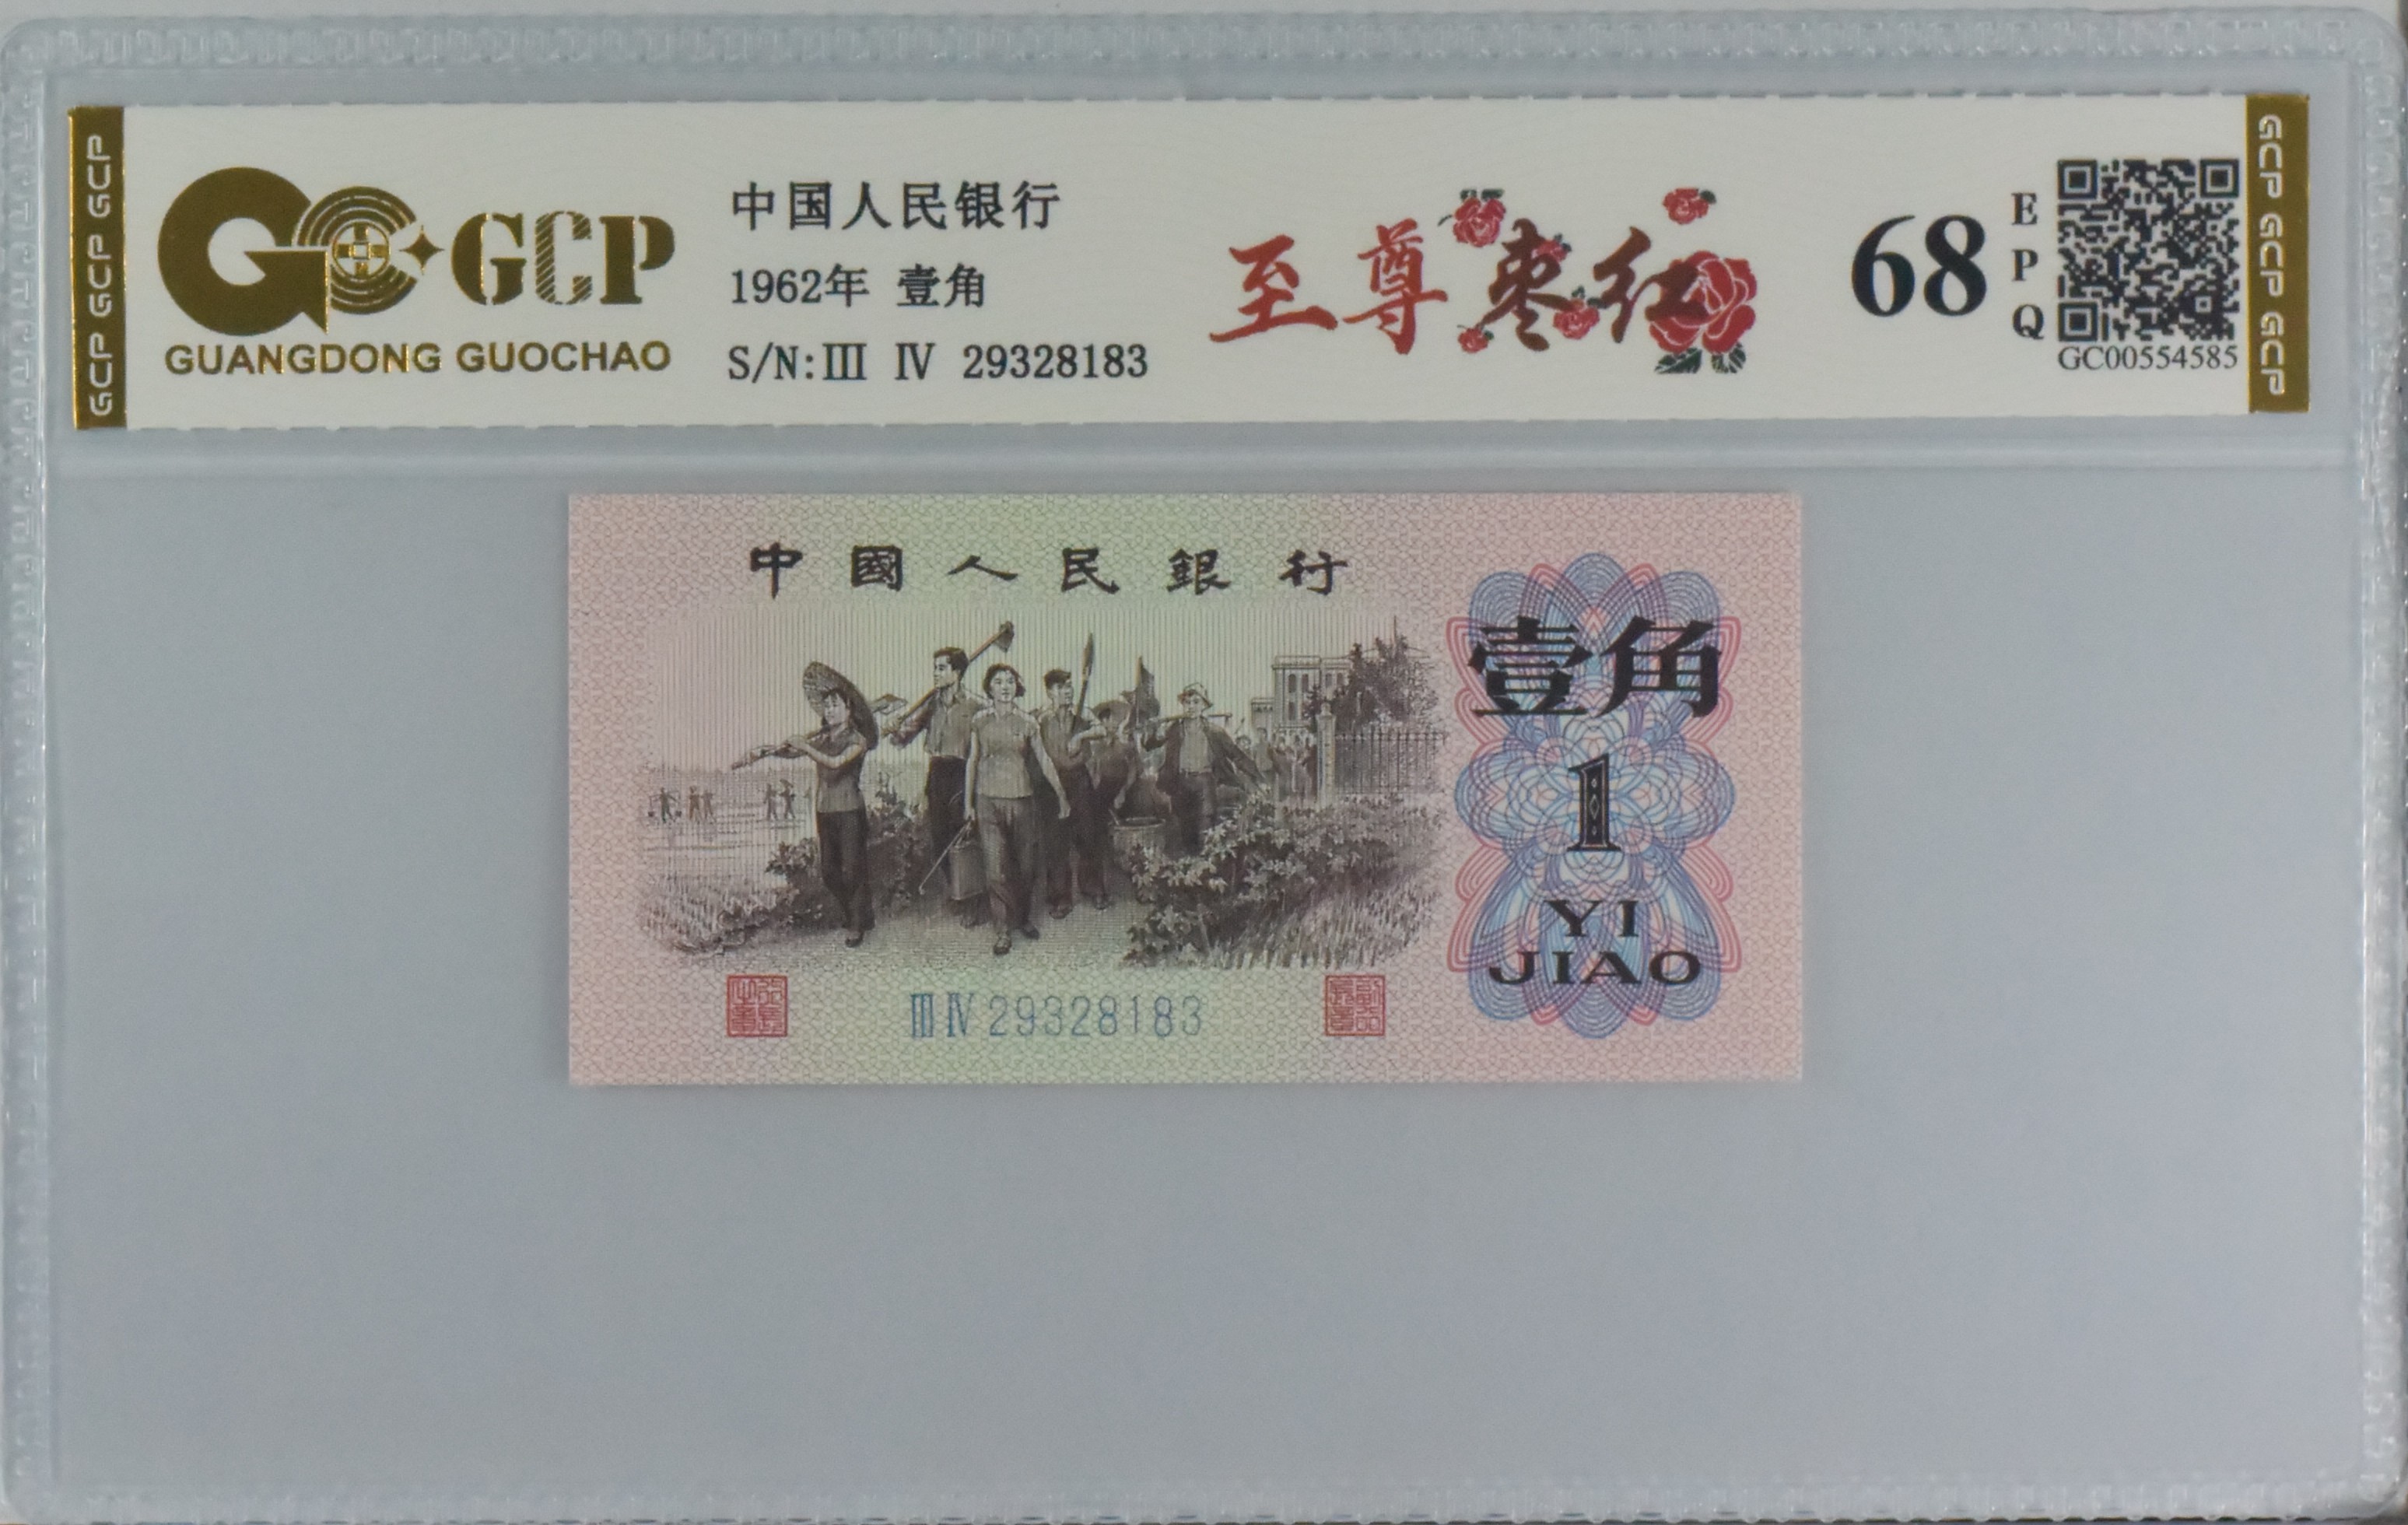 GCP GCP GCP
GCP
GUANGDONG GUOCHAO
中国人民银行
1962年 壹角
S/N:Ⅲ Ⅳ 29328183
至尊枣红
68
EPQ
GC00554585
GCP GCP GCP
中國人民銀行
壹角
1
YI
JIAO
Ⅲ Ⅳ 29328183